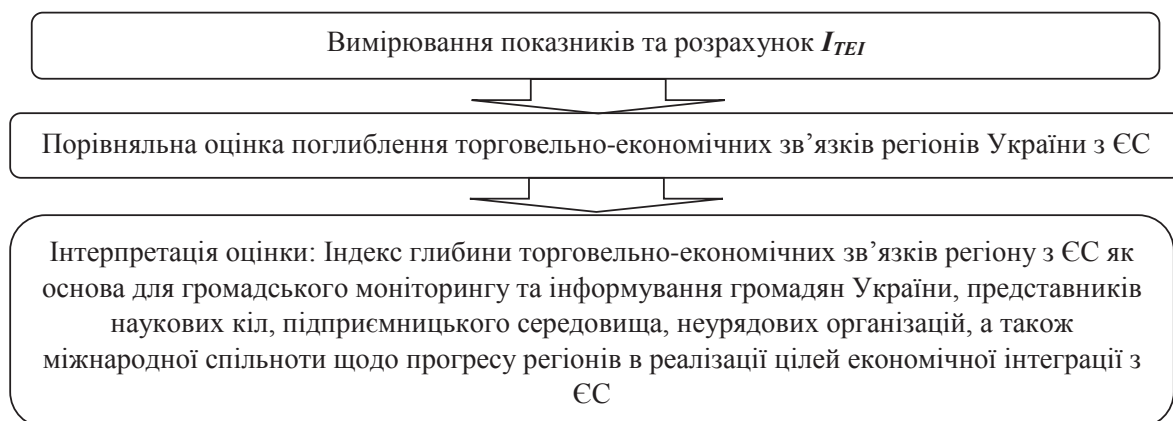 Вимірювання показників та розрахунок I_TEI
Порівняльна оцінка поглиблення торговельно-економічних зв’язків регіонів України з ЄС
Інтерпретація оцінки: Індекс глибини торговельно-економічних зв’язків регіону з ЄС як
основа для громадського моніторингу та інформування громадян України, представників
наукових кіл, підприємницького середовища, неурядових організацій, а також
міжнародної спільноти щодо прогресу регіонів в реалізації цілей економічної інтеграції з
ЄС